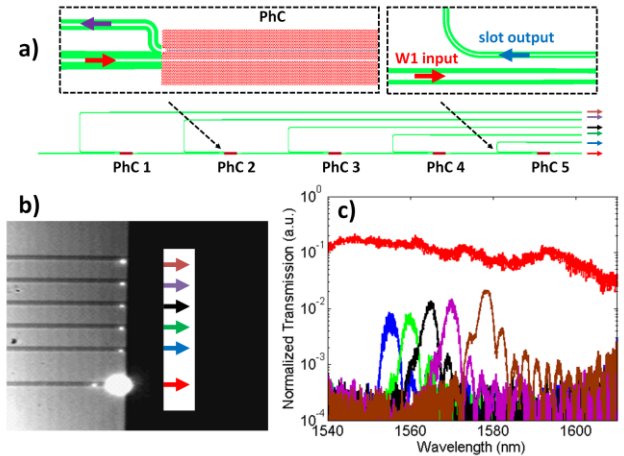 a)
PhC
PhC
W1 input
slot output
PhC 1 PhC 2 PhC 3 PhC 4 PhC 5
b)
c)
Normalized Transmission (a.u.)
10^0
10^-1
10^-2
10^-3
10^-4
1540 1560 1580 1600
Wavelength (nm)